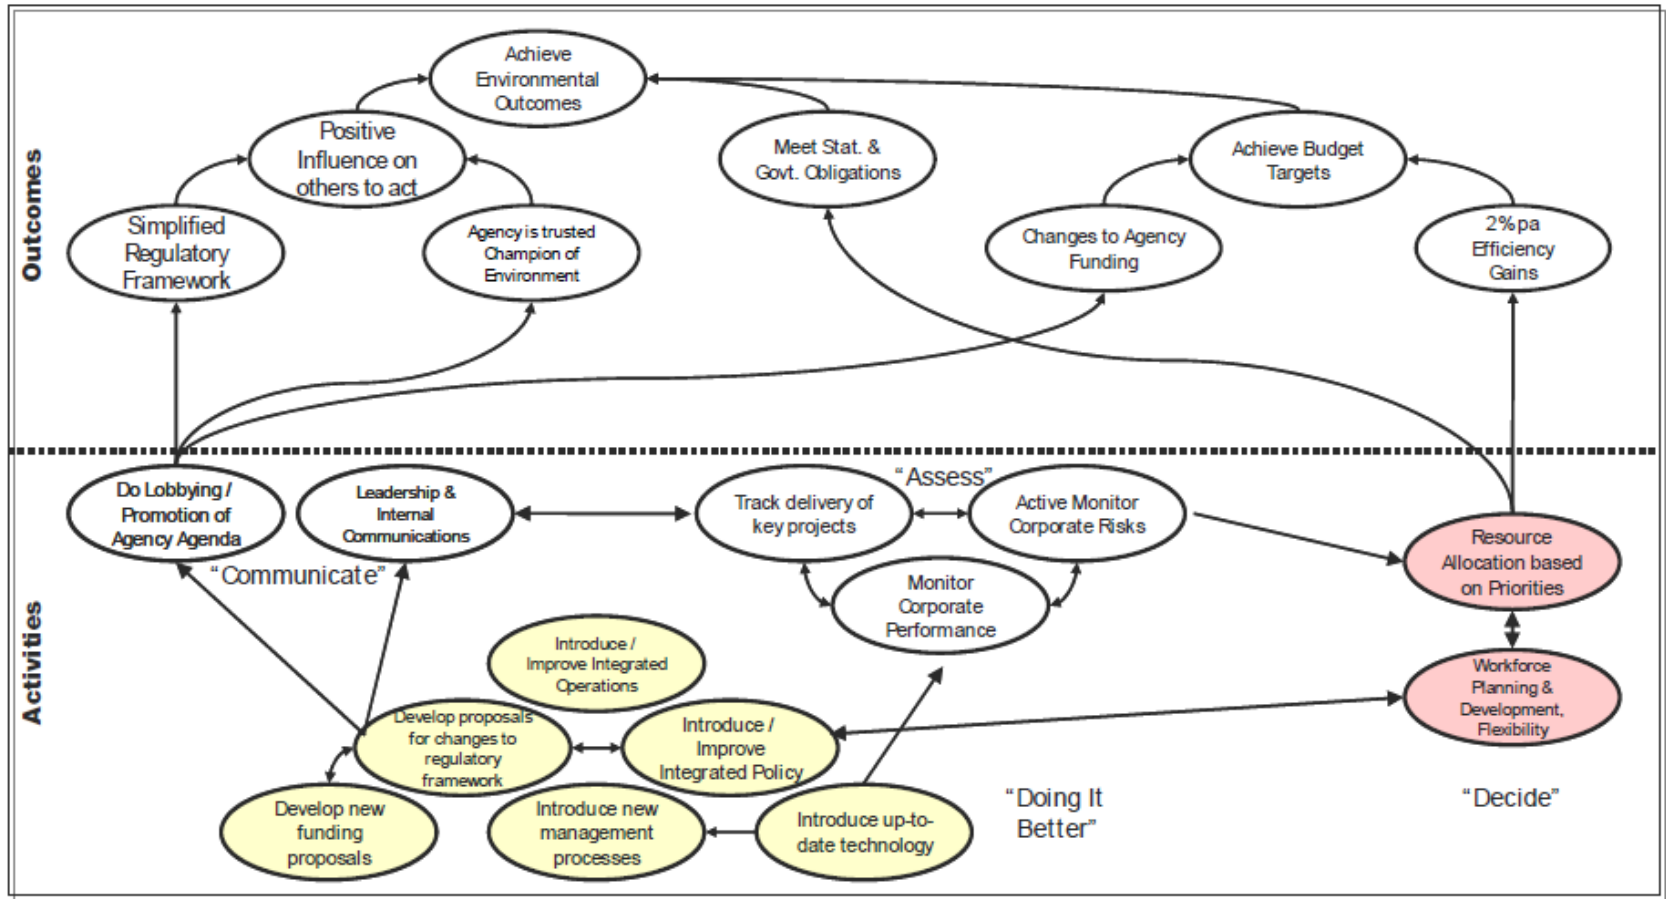 Outcomes
Achieve
Environmental
Outcomes
Positive
Influence on
others to act
Meet Stat. &
Govt. Obligations
Achieve Budget
Targets
Simplified
Regulatory
Framework
Agency is trusted
Champion of
Environment
Changes to Agency
Funding
2%pa
Efficiency
Gains
Activities
Do Lobbying /
Promotion of
Agency Agenda
Leadership &
Internal
Communications
"Communicate"
Track delivery of
key projects
“Assess”
Active Monitor
Corporate Risks
Monitor
Corporate
Performance
Resource
Allocation based
on Priorities
Workforce
Planning &
Development,
Flexibility
Introduce /
Improve Integrated
Operations
Develop proposals
for changes to
regulatory
framework
Introduce /
Improve
Integrated Policy
Develop new
funding
proposals
Introduce new
management
processes
Introduce up-to-
date technology
“Doing It
Better”
“Decide”